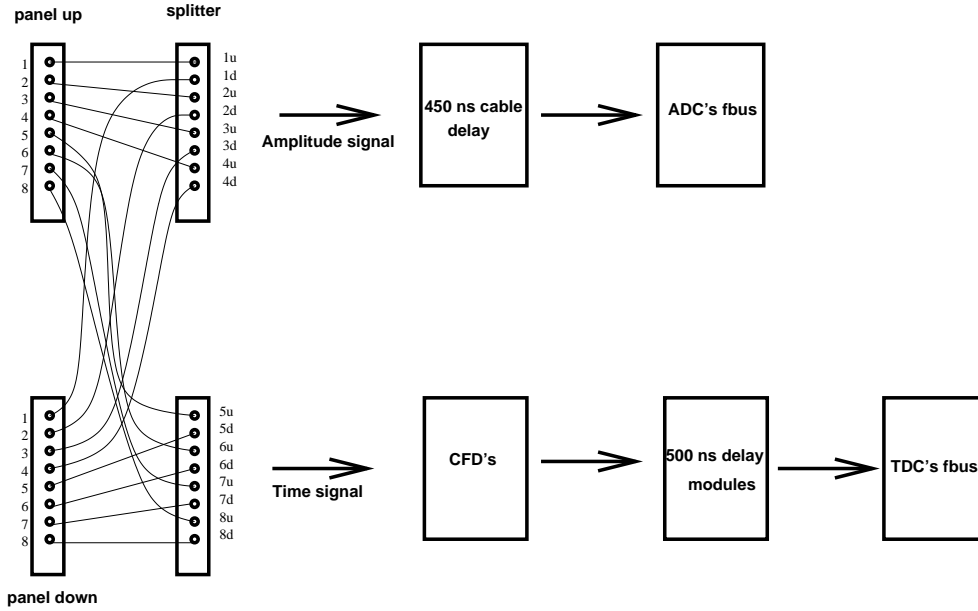 panel up
splitter
1
2
3
4
5
6
7
8
1u
1d
2u
2d
3u
3d
4u
4d
Amplitude signal
450 ns cable
delay
ADC's fbus
1
2
3
4
5
6
7
8
5u
5d
6u
6d
7u
7d
8u
8d
Time signal
CFD's
500 ns delay
modules
TDC's fbus
panel down